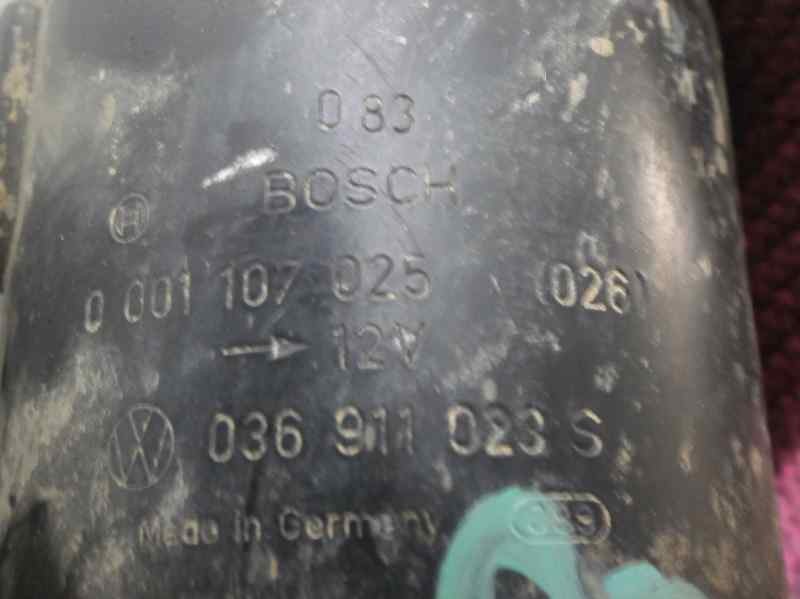 0 83
BOSCH
0 001 107 025 (026)
12V
036 911 023 S
Made in Germany